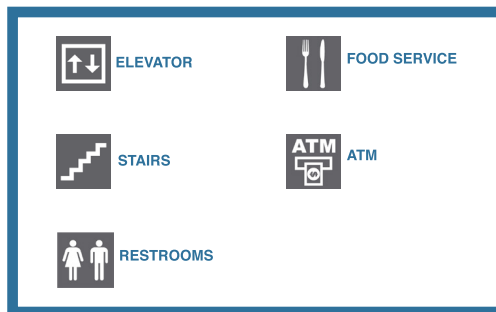 ELEVATOR
FOOD SERVICE
STAIRS
ATM
ATM
RESTROOMS